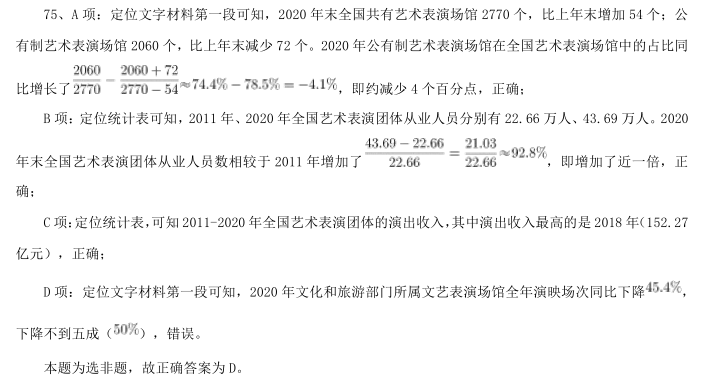 75、A 项：定位文字材料第一段可知，2020 年末全国共有艺术表演场馆 2770 个，比上年末增加 54 个；公
有制艺术表演场馆 2060 个，比上年末减少 72 个。2020 年公有制艺术表演场馆在全国艺术表演场馆中的占比同
比增长了 2060/2770 − (2060 + 72)/(2770 − 54) ≈74.4% − 78.5% = −4.1%，即约减少 4 个百分点，正确；
B 项：定位统计表可知，2011 年、2020 年全国艺术表演团体从业人员分别有 22.66 万人、43.69 万人。2020
年末全国艺术表演团体从业人员数相较于 2011 年增加了 (43.69 − 22.66)/22.66 = 21.03/22.66 ≈92.8%，即增加了近一倍，正
确；
C 项：定位统计表，可知 2011-2020 年全国艺术表演团体的演出收入，其中演出收入最高的是 2018 年（152.27
亿元），正确；
D 项：定位文字材料第一段可知，2020 年文化和旅游部门所属文艺表演场馆全年演映场次同比下降45.4%，
下降不到五成（50%），错误。
本题为选非题，故正确答案为 D。